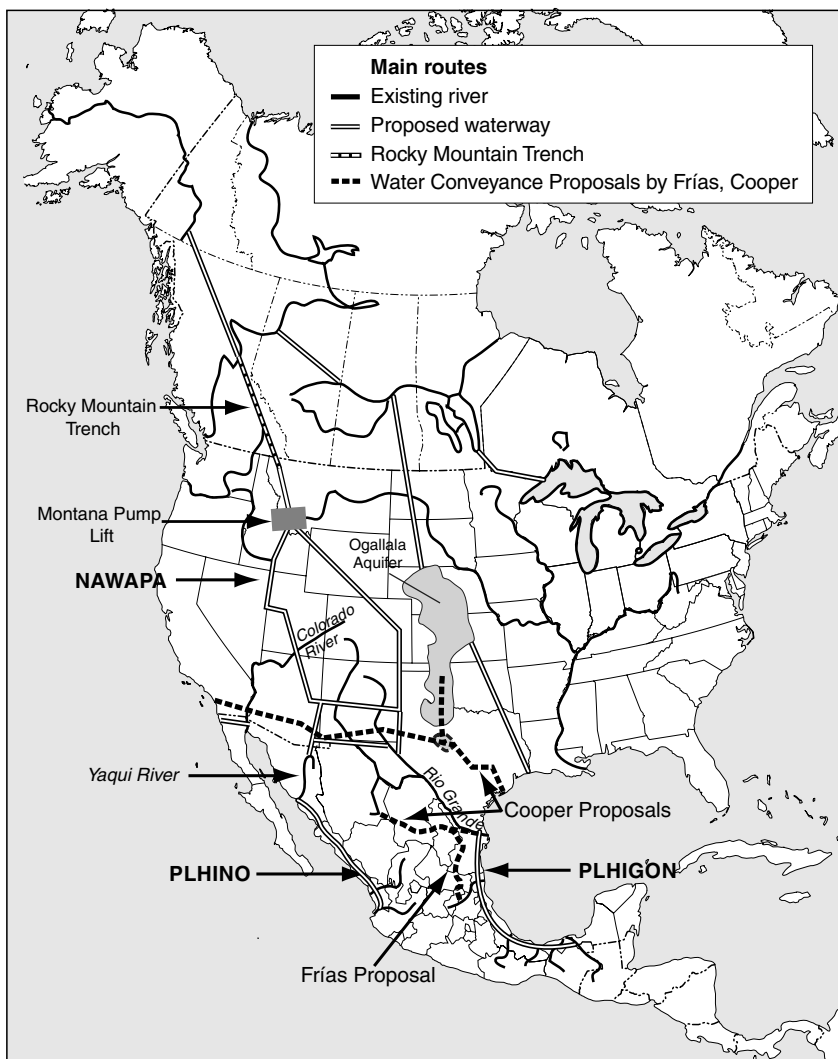 Main routes
Existing river
Proposed waterway
Rocky Mountain Trench
Water Conveyance Proposals by Frías, Cooper
Rocky Mountain
Trench
Montana Pump
Lift
Ogallala
Aquifer
NAWAPA
Colorado
River
Yaqui River
Rio Grande
Cooper Proposals
PLHINO
PLHIGON
Frías Proposal